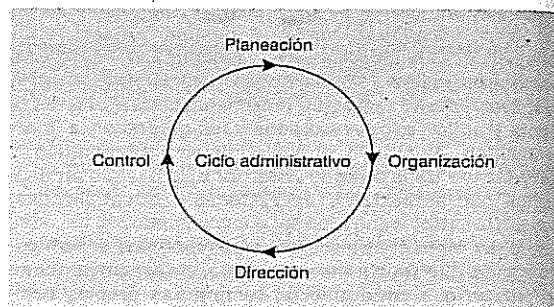 Planeación
Control
Ciclo administrativo
Organización
Dirección